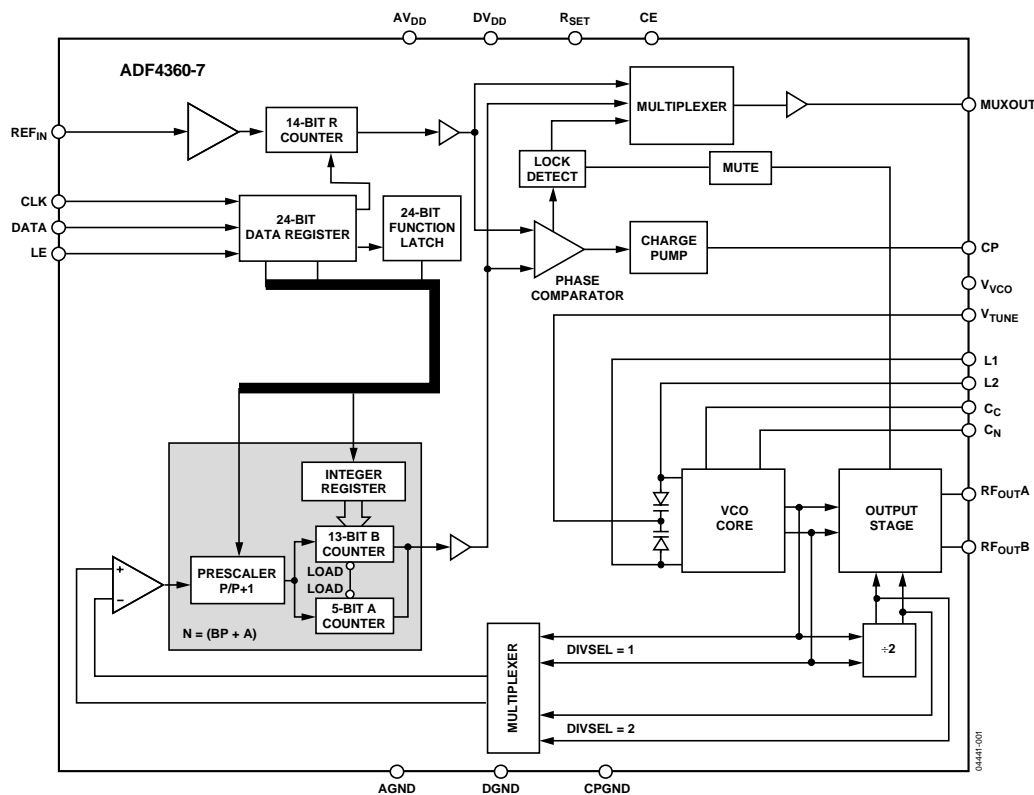 AVDD
DVDD
RSET
CE
ADF4360-7
MULTIPLEXER
MUXOUT
REFIN
14-BIT R
COUNTER
LOCK
DETECT
MUTE
CLK
DATA
LE
24-BIT
DATA REGISTER
24-BIT
FUNCTION
LATCH
CHARGE
PUMP
CP
PHASE
COMPARATOR
VVCO
VTUNE
L1
L2
CC
CN
INTEGER
REGISTER
VCO
CORE
OUTPUT
STAGE
RFOUTA
RFOUTB
13-BIT B
COUNTER
PRESCALER
P/P+1
LOAD
LOAD
5-BIT A
COUNTER
+
−
N = (BP + A)
MULTIPLEXER
DIVSEL = 1
÷2
DIVSEL = 2
04441-001
AGND
DGND
CPGND